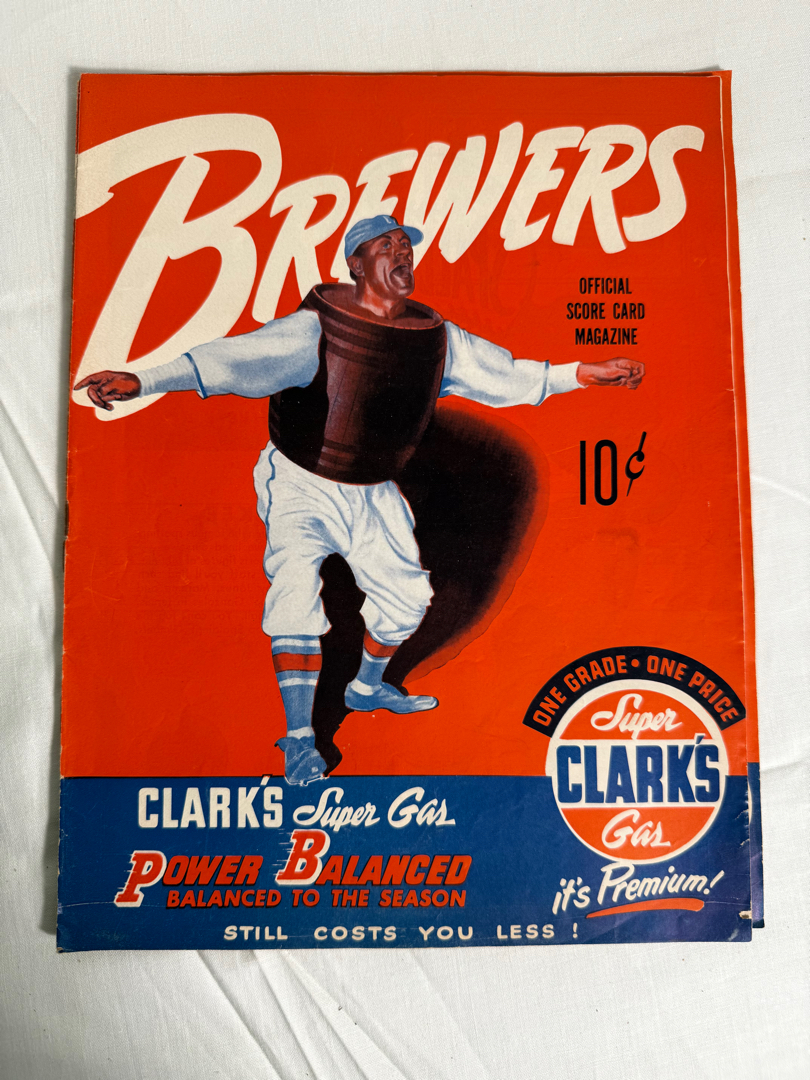 BREWERS
OFFICIAL
SCORE CARD
MAGAZINE
10¢
ONE GRADE • ONE PRICE
Super
CLARK'S
Gas
it's Premium!
CLARK'S Super Gas
POWER BALANCED
BALANCED TO THE SEASON
STILL COSTS YOU LESS !